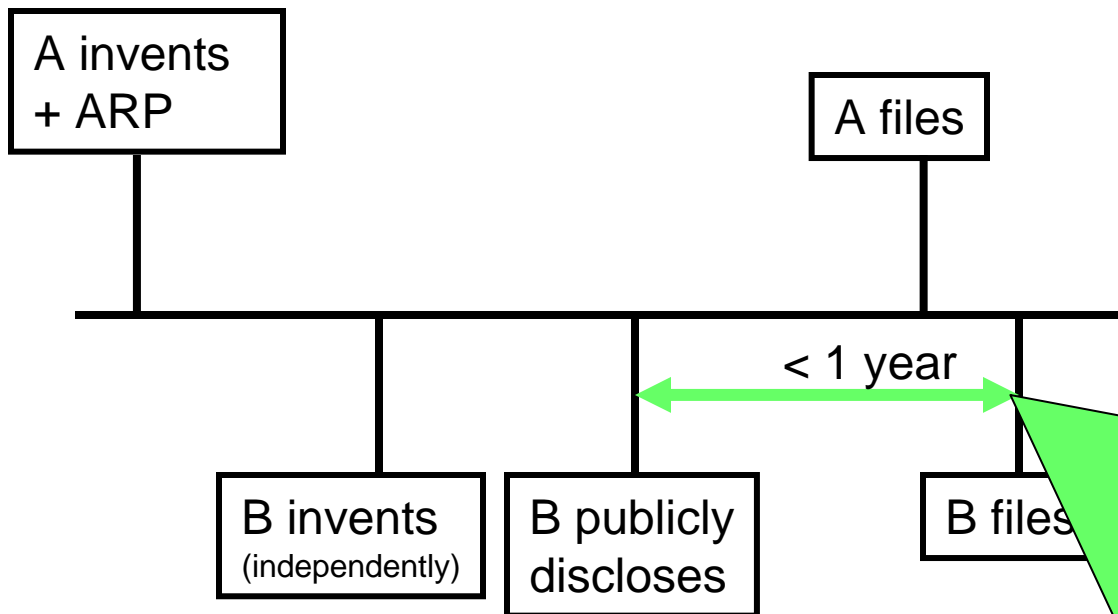 A invents
+ ARP
A files
< 1 year
B invents
(independently)
B publicly
discloses
B files